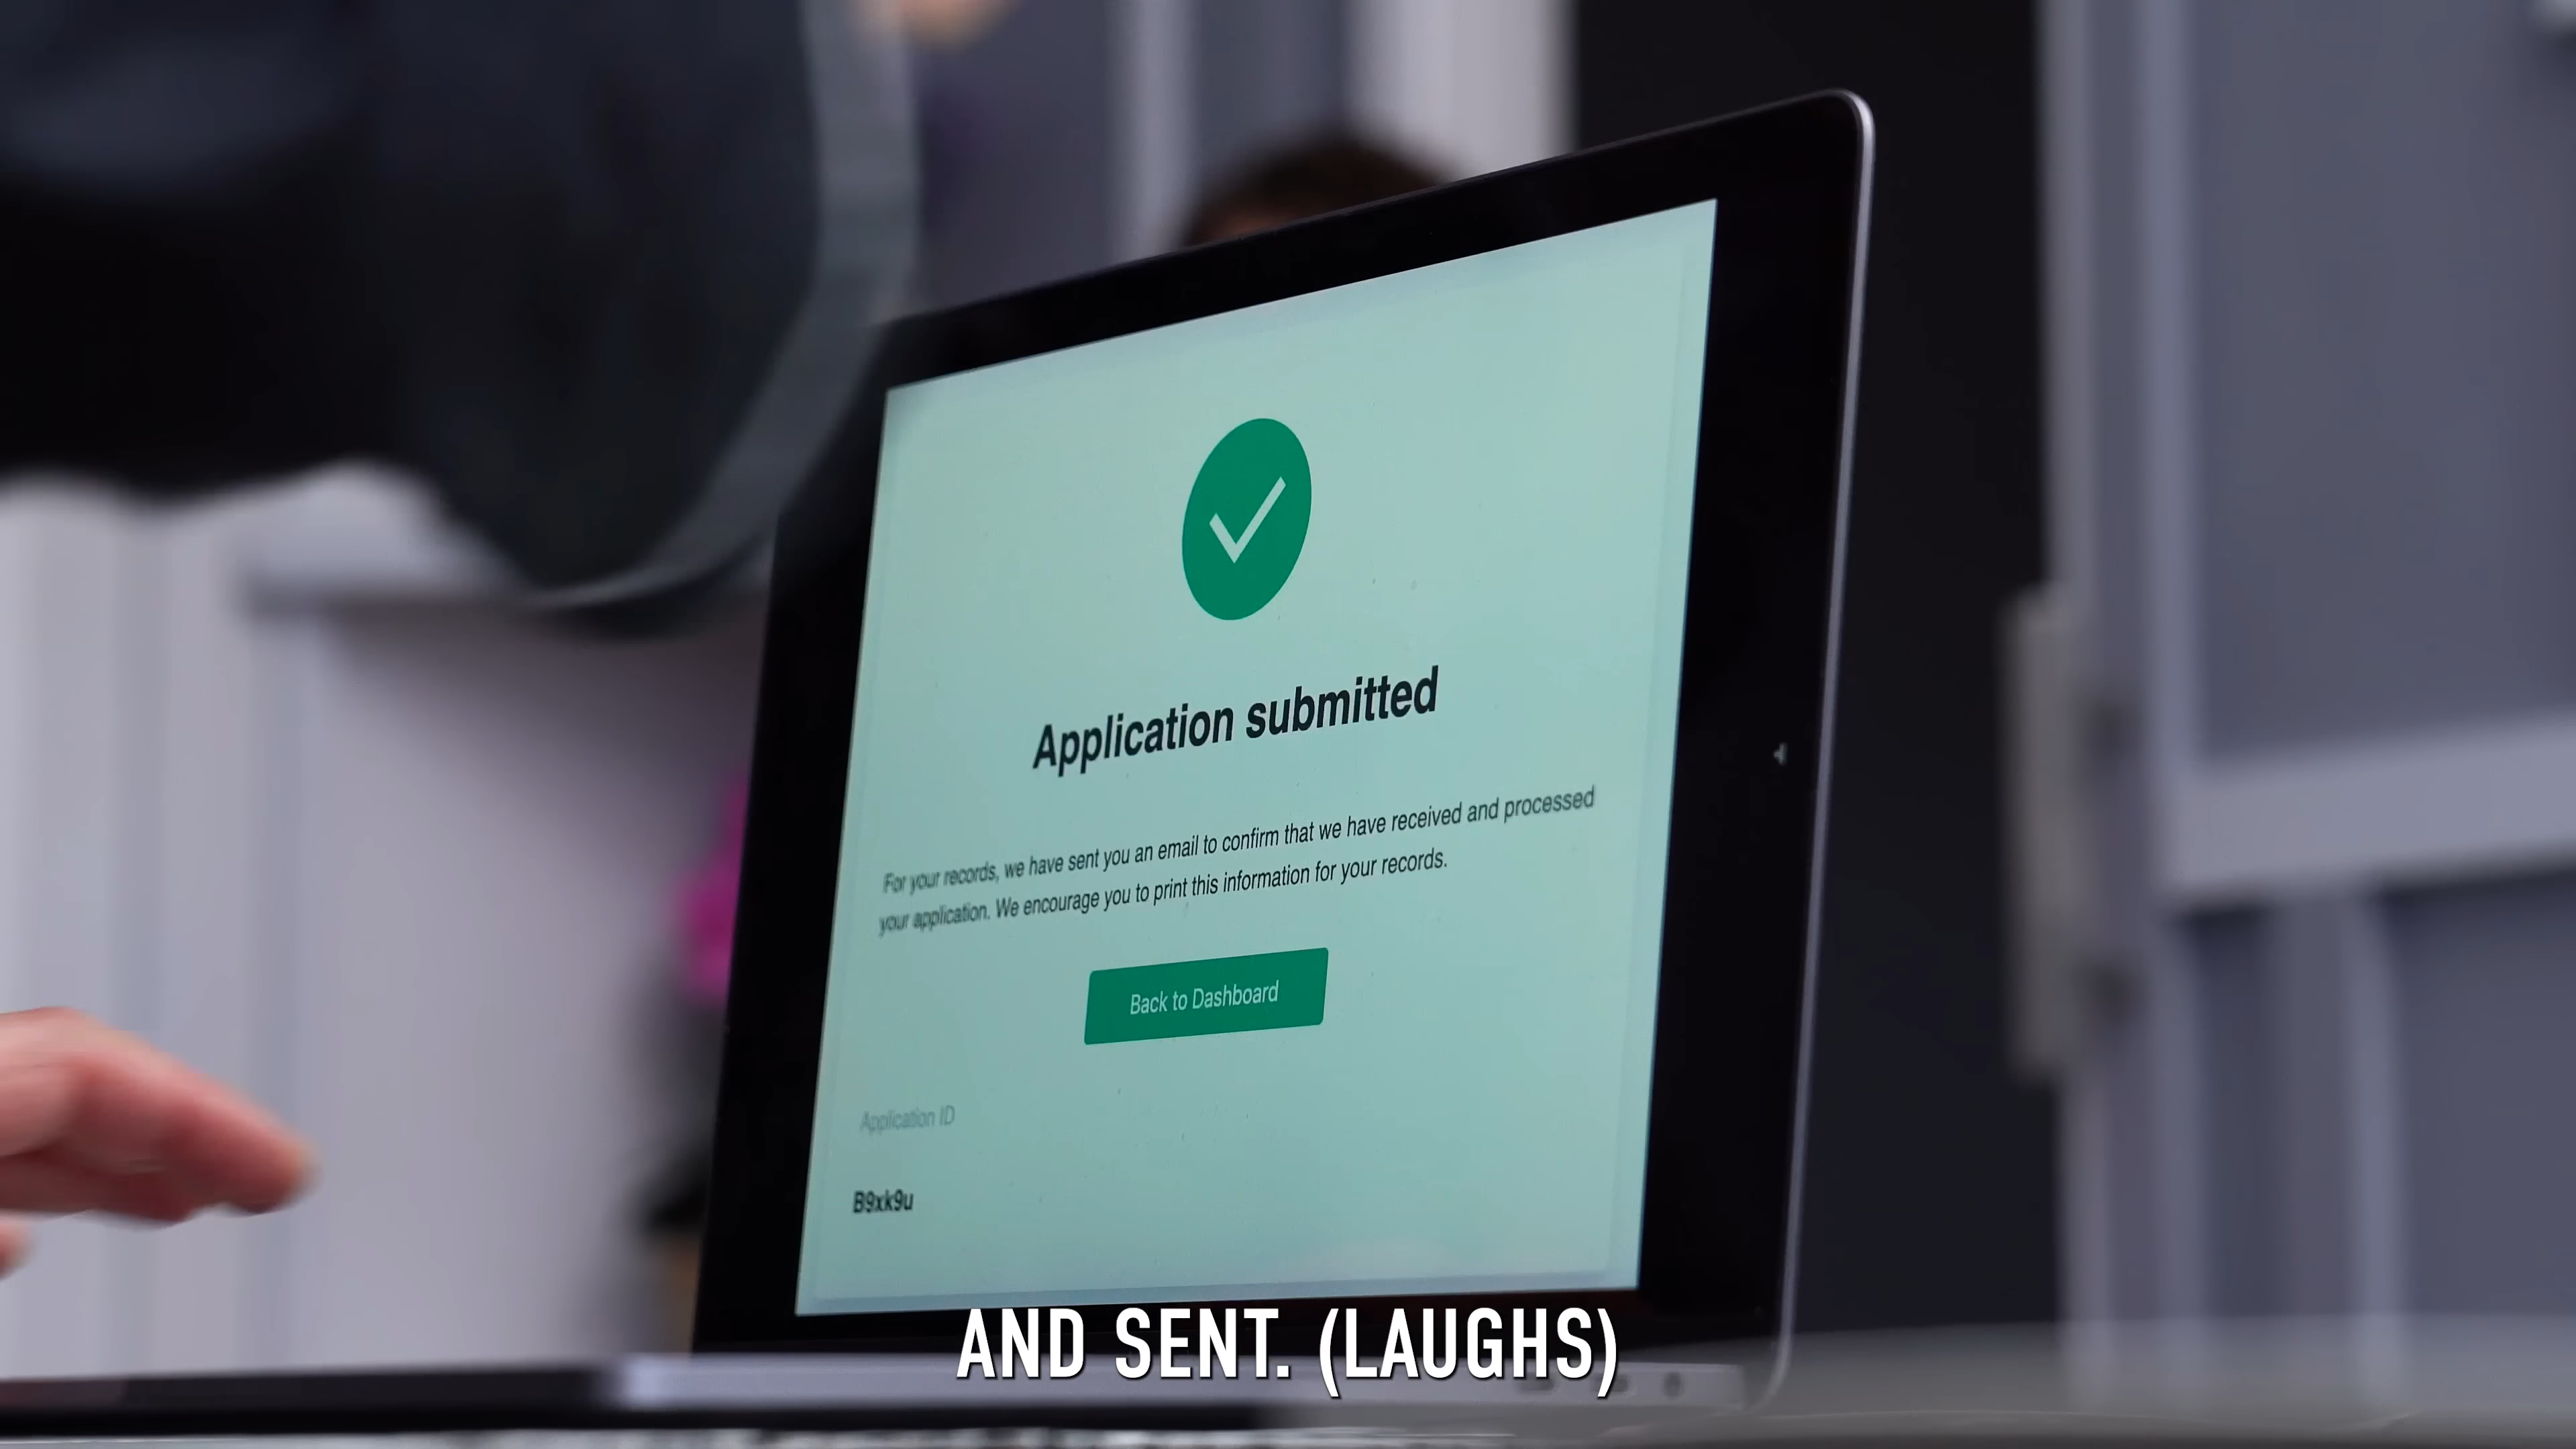 Application submitted
For your records, we have sent you an email to confirm that we have received and processed
your application. We encourage you to print this information for your records.
Back to Dashboard
Application ID
B9xk9u
AND SENT. (LAUGHS)